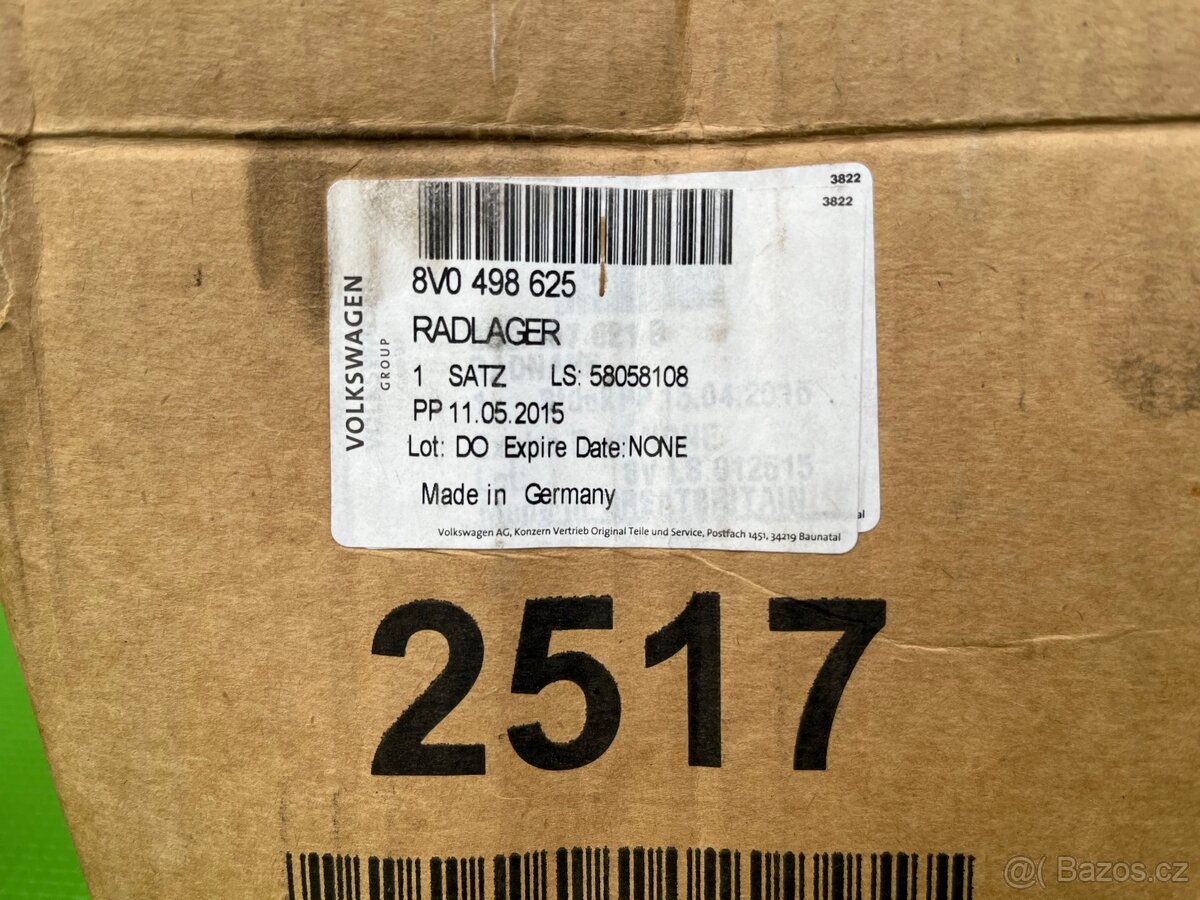 3822
3822
VOLKSWAGEN
GROUP
8V0 498 625
RADLAGER
1 SATZ LS: 58058108
PP 11.05.2015
Lot: DO Expire Date:NONE
Made in Germany
Volkswagen AG, Konzern Vertrieb Original Teile und Service, Postfach 1451, 34219 Baunatal
al
2517
@( Bazos.cz